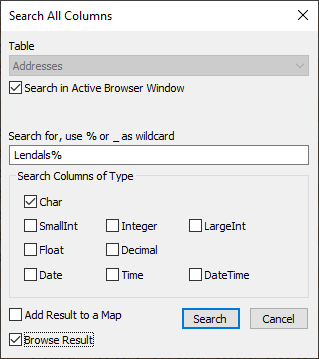 Search All Columns
Table
Addresses
Search in Active Browser Window
Search for, use % or _ as wildcard
Lendals%
Search Columns of Type
Char
SmallInt Integer LargeInt
Float Decimal
Date Time DateTime
Add Result to a Map Search Cancel
Browse Result